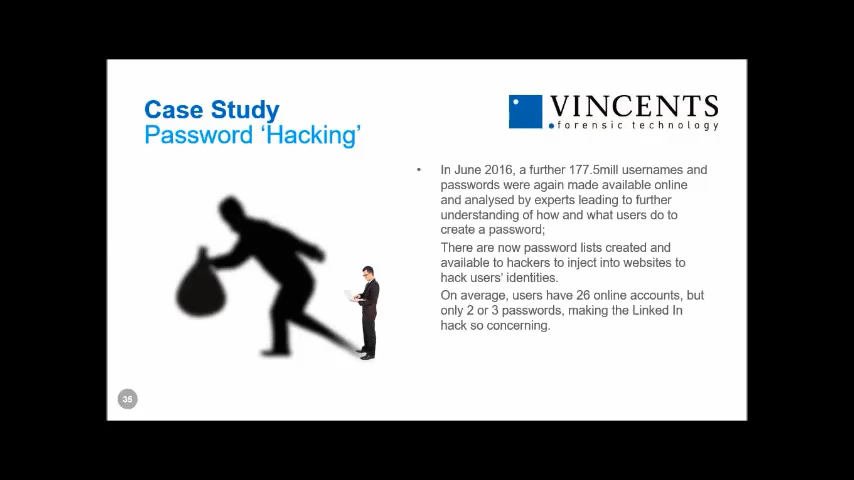 Case Study
Password ‘Hacking’
VINCENTS
forensic technology
• In June 2016, a further 177.5mill usernames and
passwords were again made available online
and analysed by experts leading to further
understanding of how and what users do to
create a password;
There are now password lists created and
available to hackers to inject into websites to
hack users’ identities.
On average, users have 26 online accounts, but
only 2 or 3 passwords, making the Linked In
hack so concerning.
35